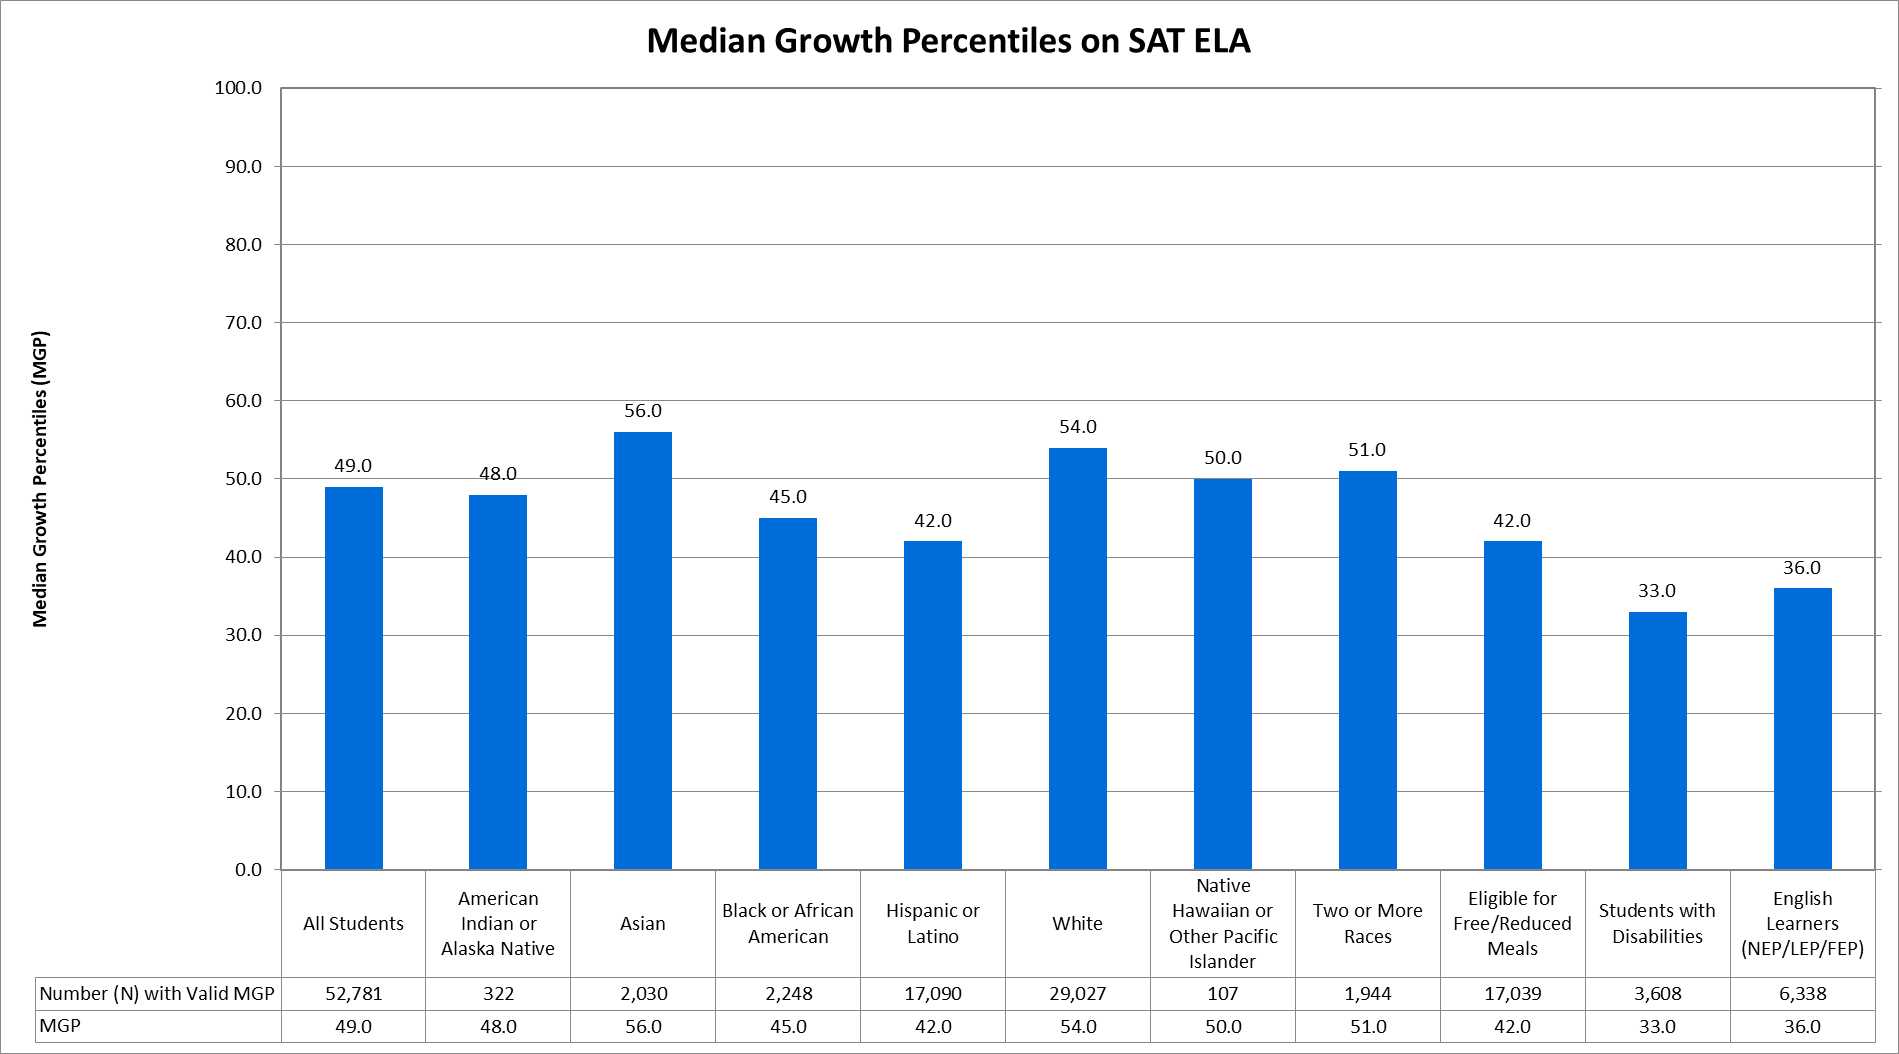 Median Growth Percentiles on SAT ELA
Median Growth Percentiles (MGP)
100.0
90.0
80.0
70.0
60.0
50.0
40.0
30.0
20.0
10.0
0.0
49.0
48.0
56.0
45.0
42.0
54.0
50.0
51.0
42.0
33.0
36.0
All Students
American
Indian or
Alaska Native
Asian
Black or African
American
Hispanic or
Latino
White
Native
Hawaiian or
Other Pacific
Islander
Two or More
Races
Eligible for
Free/Reduced
Meals
Students with
Disabilities
English
Learners
(NEP/LEP/FEP)
Number (N) with Valid MGP 52,781 322 2,030 2,248 17,090 29,027 107 1,944 17,039 3,608 6,338
MGP 49.0 48.0 56.0 45.0 42.0 54.0 50.0 51.0 42.0 33.0 36.0